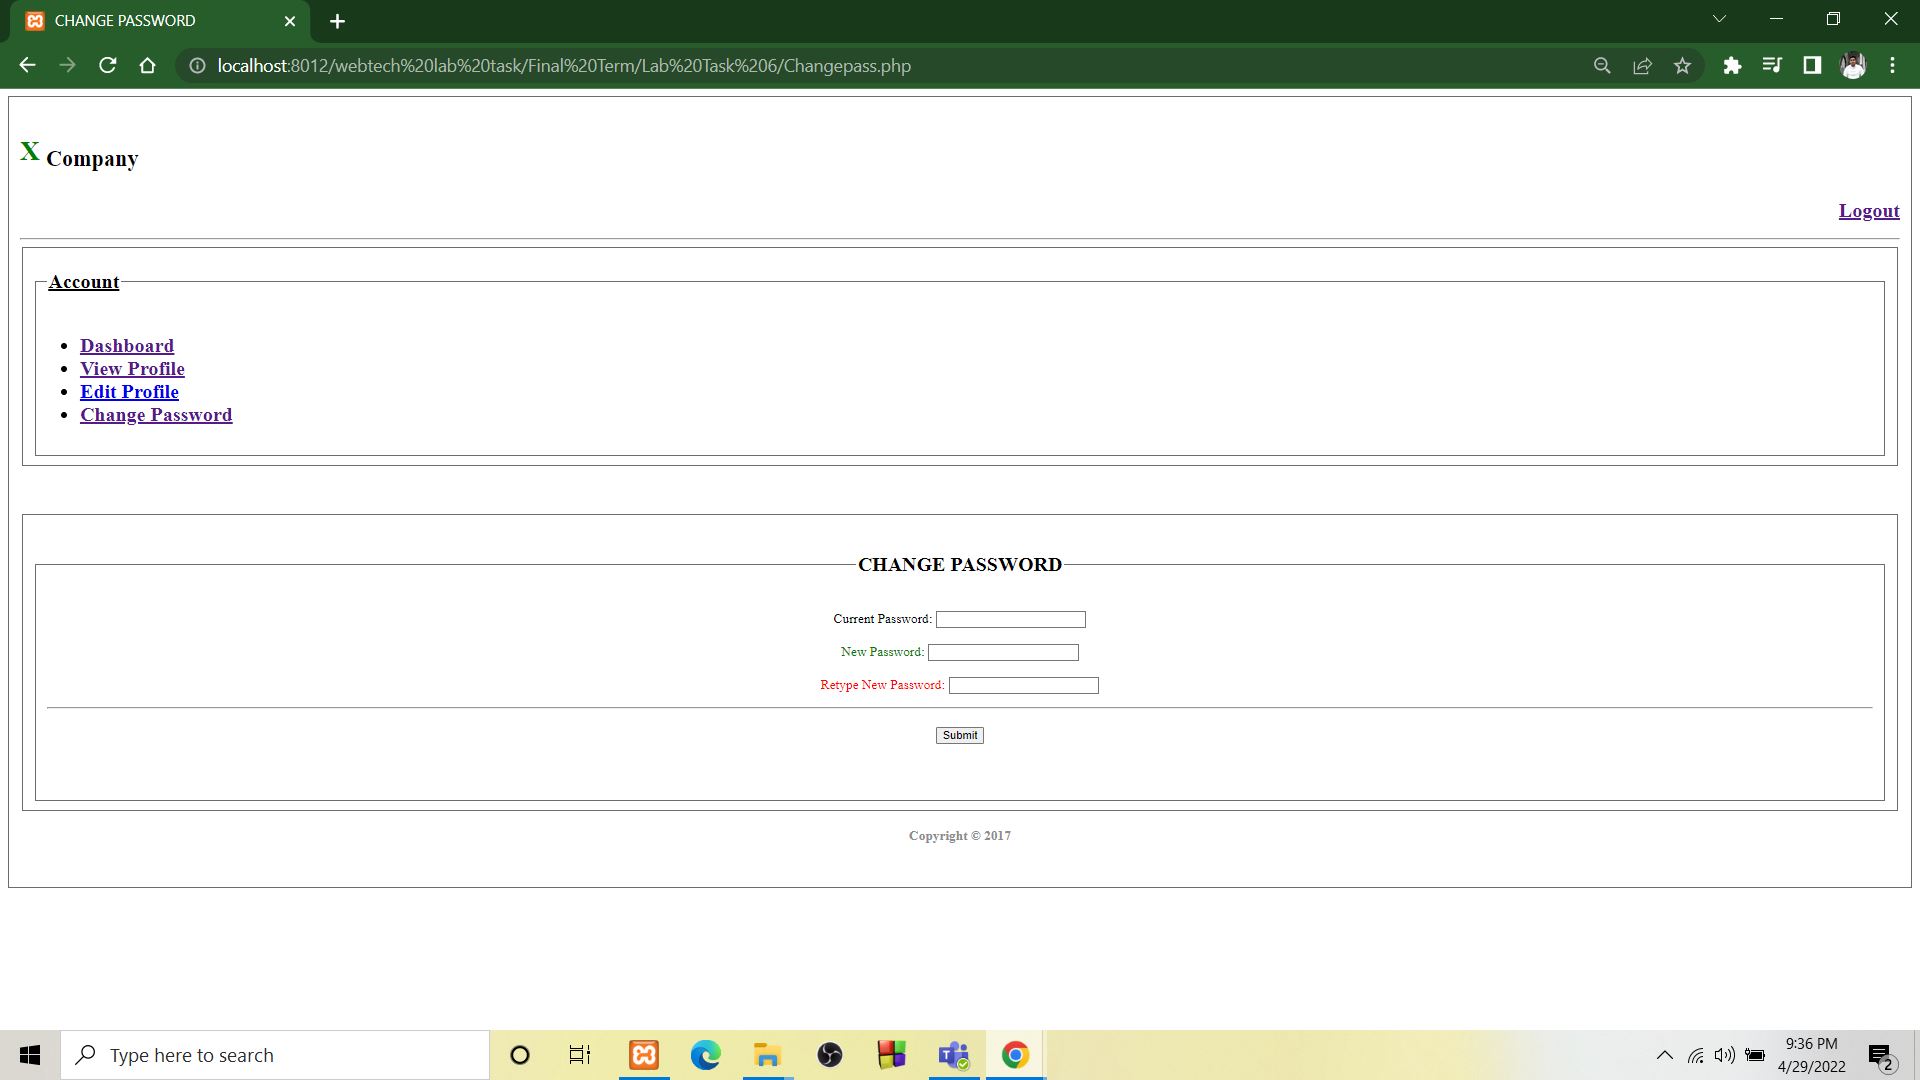 CHANGE PASSWORD
localhost:8012/webtech%20lab%20task/Final%20Term/Lab%20Task%206/Changepass.php
X Company
Logout
Account
Dashboard
View Profile
Edit Profile
Change Password
CHANGE PASSWORD
Current Password:
New Password:
Retype New Password:
Submit
Copyright © 2017
Type here to search
9:36 PM
4/29/2022
2